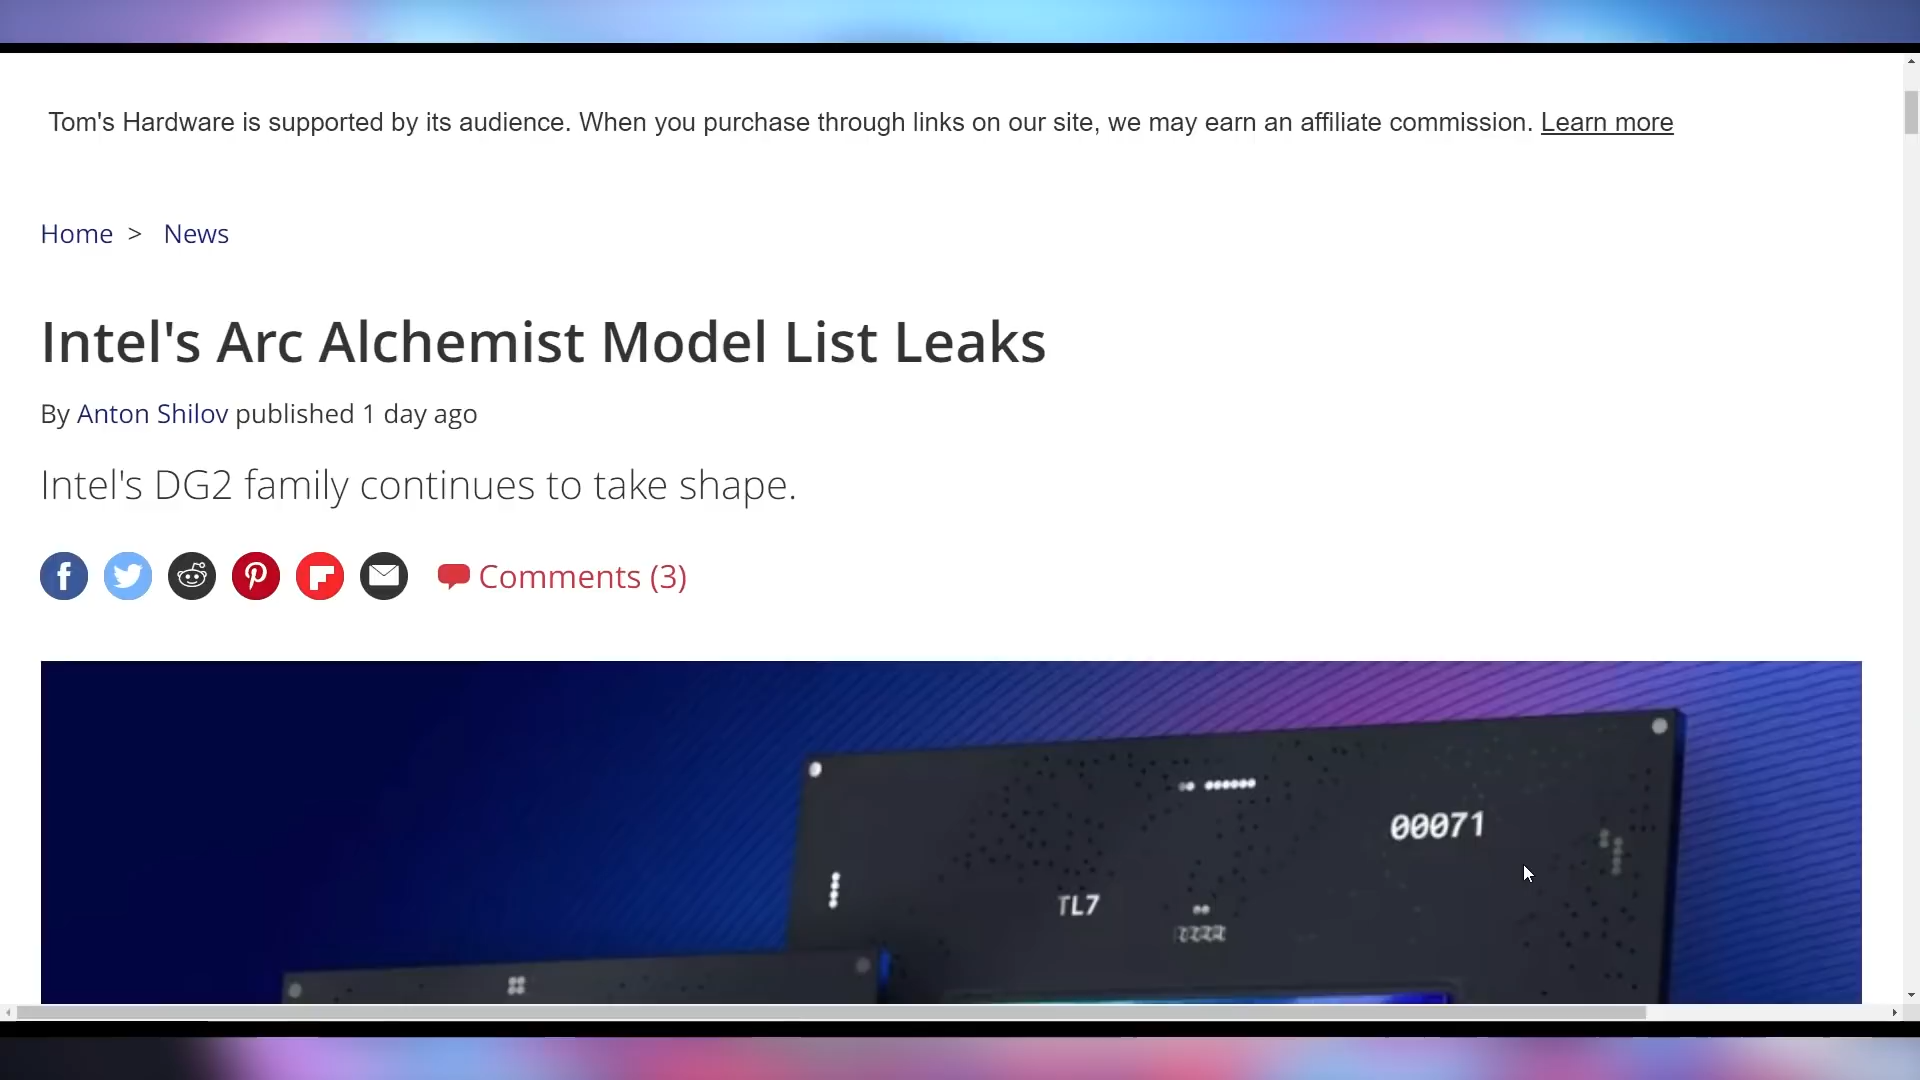 Tom's Hardware is supported by its audience. When you purchase through links on our site, we may earn an affiliate commission. Learn more
Home > News
Intel's Arc Alchemist Model List Leaks
By Anton Shilov published 1 day ago
Intel's DG2 family continues to take shape.
Comments (3)
00071
TL7